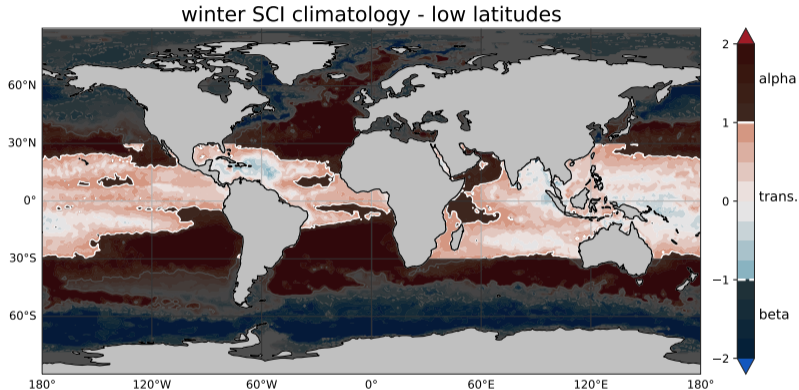 winter SCI climatology - low latitudes
60°N
30°N
0°
30°S
60°S
180°
120°W
60°W
0°
60°E
120°E
180°
2
1
0
−1
−2
alpha
trans.
beta